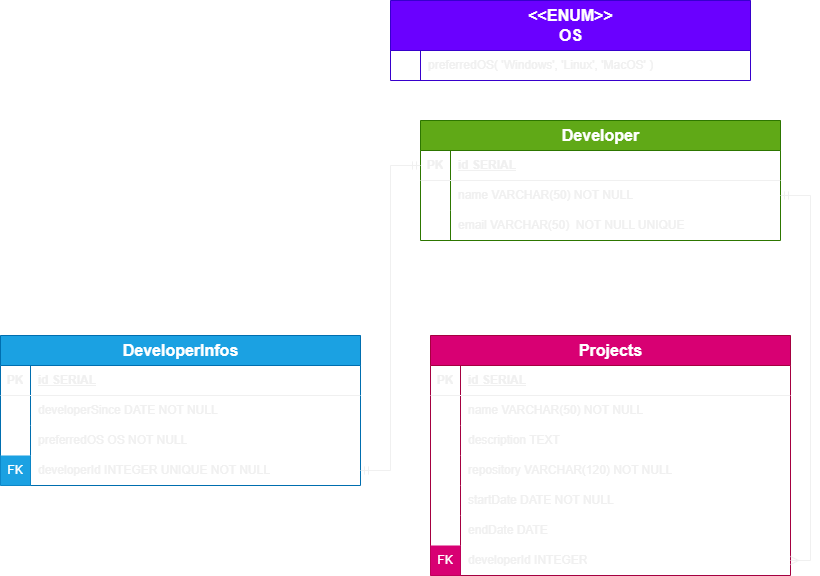 <<ENUM>>
OS
preferredOS( 'Windows', 'Linux', 'MacOS' )
Developer
PK id SERIAL
name VARCHAR(50) NOT NULL
email VARCHAR(50) NOT NULL UNIQUE
DeveloperInfos
PK id SERIAL
developerSince DATE NOT NULL
preferredOS OS NOT NULL
FK developerId INTEGER UNIQUE NOT NULL
Projects
PK id SERIAL
name VARCHAR(50) NOT NULL
description TEXT
repository VARCHAR(120) NOT NULL
startDate DATE NOT NULL
endDate DATE
FK developerId INTEGER